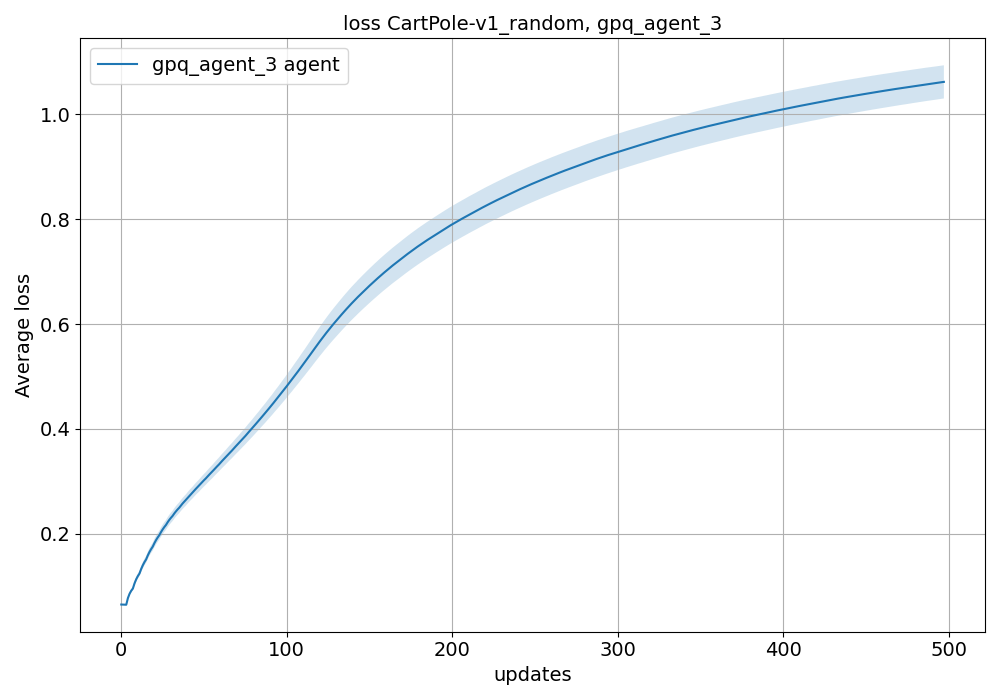 loss CartPole-v1_random, gpq_agent_3
gpq_agent_3 agent
Average loss
1.0
0.8
0.6
0.4
0.2
0 100 200 300 400 500
updates